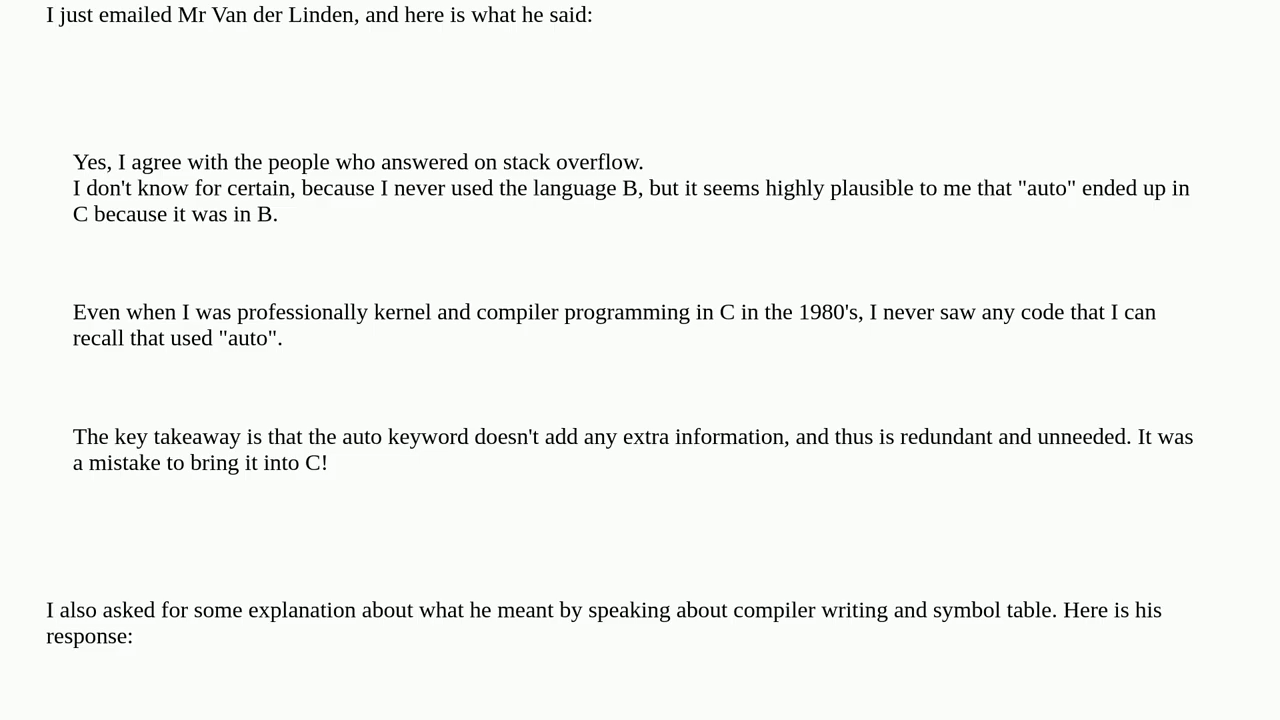 I just emailed Mr Van der Linden, and here is what he said:
Yes, I agree with the people who answered on stack overflow.
I don't know for certain, because I never used the language B, but it seems highly plausible to me that "auto" ended up in
C because it was in B.
Even when I was professionally kernel and compiler programming in C in the 1980's, I never saw any code that I can
recall that used "auto".
The key takeaway is that the auto keyword doesn't add any extra information, and thus is redundant and unneeded. It was
a mistake to bring it into C!
I also asked for some explanation about what he meant by speaking about compiler writing and symbol table. Here is his
response: